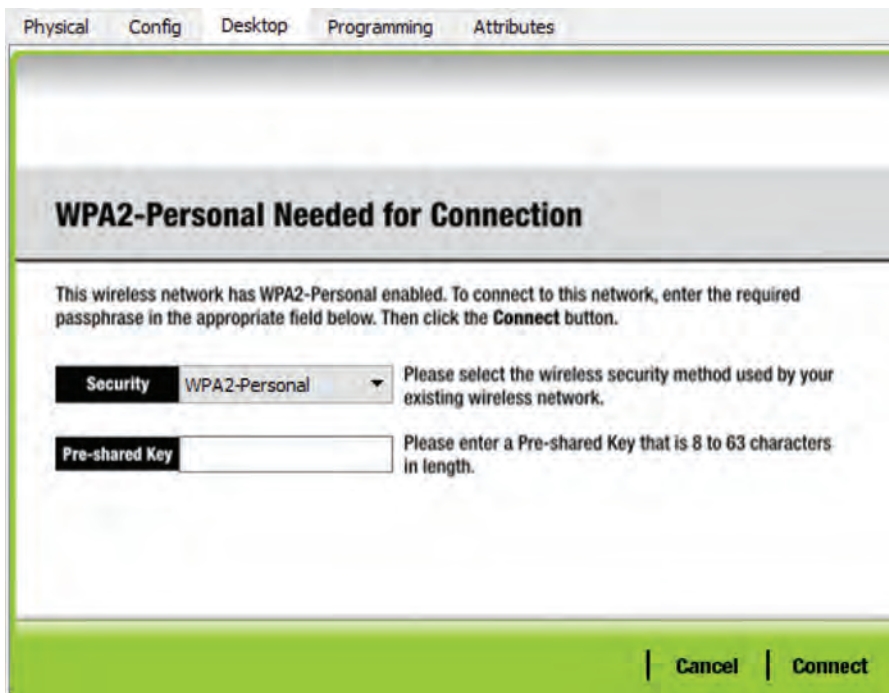 Physical Config Desktop Programming Attributes
WPA2-Personal Needed for Connection
This wireless network has WPA2-Personal enabled. To connect to this network, enter the required
passphrase in the appropriate field below. Then click the Connect button.
Security WPA2-Personal Please select the wireless security method used by your
existing wireless network.
Pre-shared Key Please enter a Pre-shared Key that is 8 to 63 characters
in length.
Cancel Connect